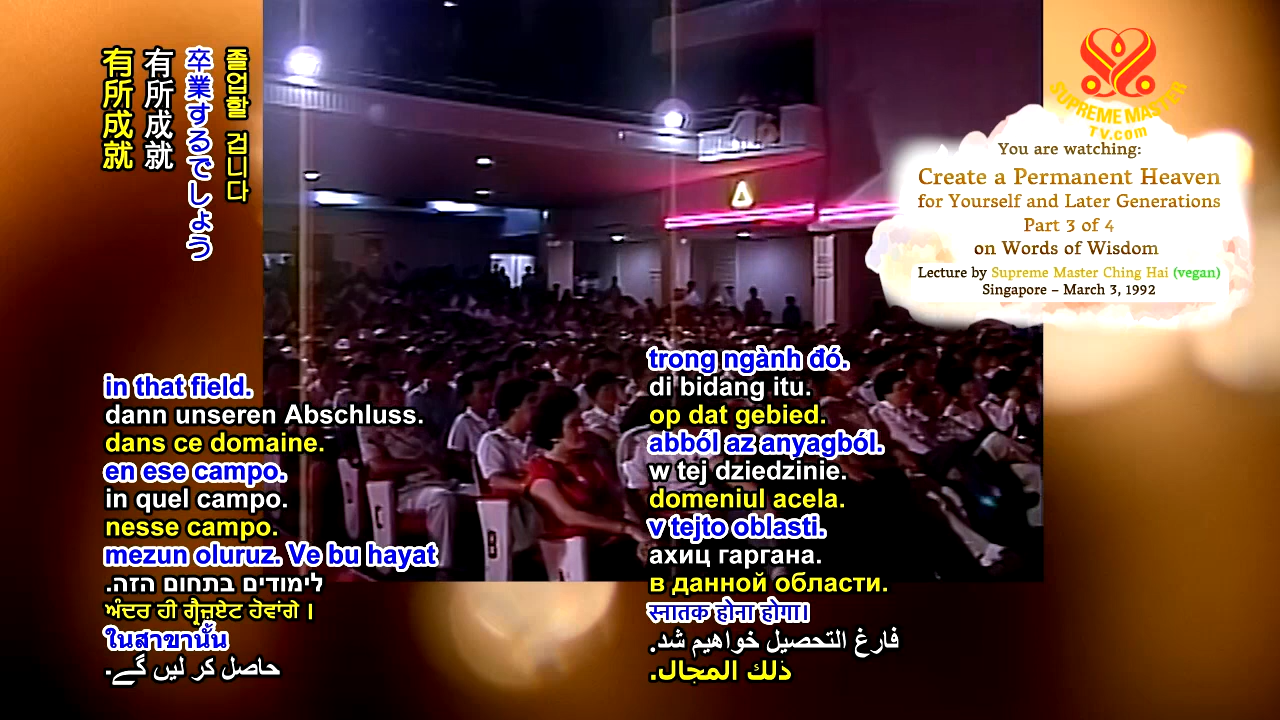 졸업할 겁니다
卒業するでしょう
有所成就
有所成就
SUPREME MASTER
TV.com
You are watching:
Create a Permanent Heaven
for Yourself and Later Generations
Part 3 of 4
on Words of Wisdom
Lecture by Supreme Master Ching Hai (vegan)
Singapore – March 3, 1992
A
in that field.
dann unseren Abschluss.
dans ce domaine.
en ese campo.
in quel campo.
nesse campo.
mezun oluruz. Ve bu hayat
לימודים בתחום הזה.
ਅੰਦਰ ਹੀ ਗ੍ਰੈਜ਼ੂਏਟ ਹੋਵਾਂਗੇ।
ในสาขานั้น
حاصل کر لیں گے۔
trong ngành đó.
di bidang itu.
op dat gebied.
abból az anyagból.
w tej dziedzinie.
domeniul acela.
v tejto oblasti.
ахиц гаргана.
в данной области.
स्नातक होना होगा।
فارغ التحصیل خواهیم شد.
ذلك المجال.
D
C
B
A